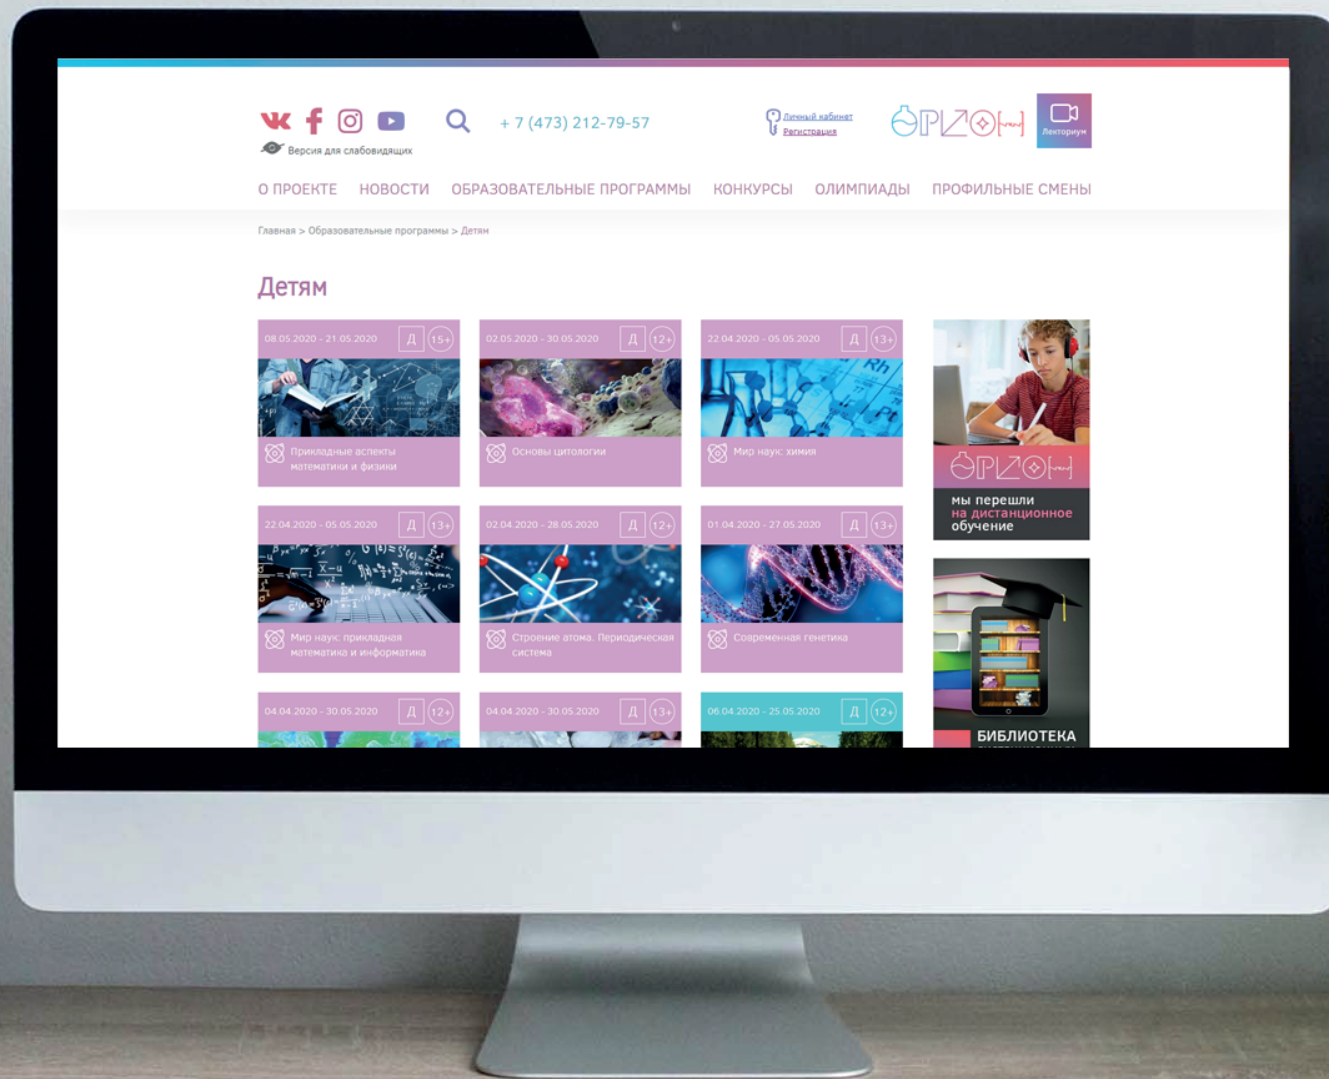 + 7 (473) 212-79-57
Личный кабинет
Регистрация
ОРИОН
Лекториум
Версия для слабовидящих
О ПРОЕКТЕ НОВОСТИ ОБРАЗОВАТЕЛЬНЫЕ ПРОГРАММЫ КОНКУРСЫ ОЛИМПИАДЫ ПРОФИЛЬНЫЕ СМЕНЫ
Главная > Образовательные программы > Детям
Детям
08.05.2020 - 21.05.2020 Д 15+
Прикладные аспекты
математики и физики
02.05.2020 - 30.05.2020 Д 12+
Основы цитологии
22.04.2020 - 05.05.2020 Д 13+
Rh
Мир наук: химия
22.04.2020 - 05.05.2020 Д 13+
Мир наук: прикладная
математика и информатика
02.04.2020 - 28.05.2020 Д 12+
Строение атома. Периодическая
система
01.04.2020 - 27.05.2020 Д 13+
Современная генетика
04.04.2020 - 30.05.2020 Д 12+
04.04.2020 - 30.05.2020 Д 13+
06.04.2020 - 25.05.2020 Д 12+
ОРИОН
мы перешли
на дистанционное
обучение
БИБЛИОТЕКА